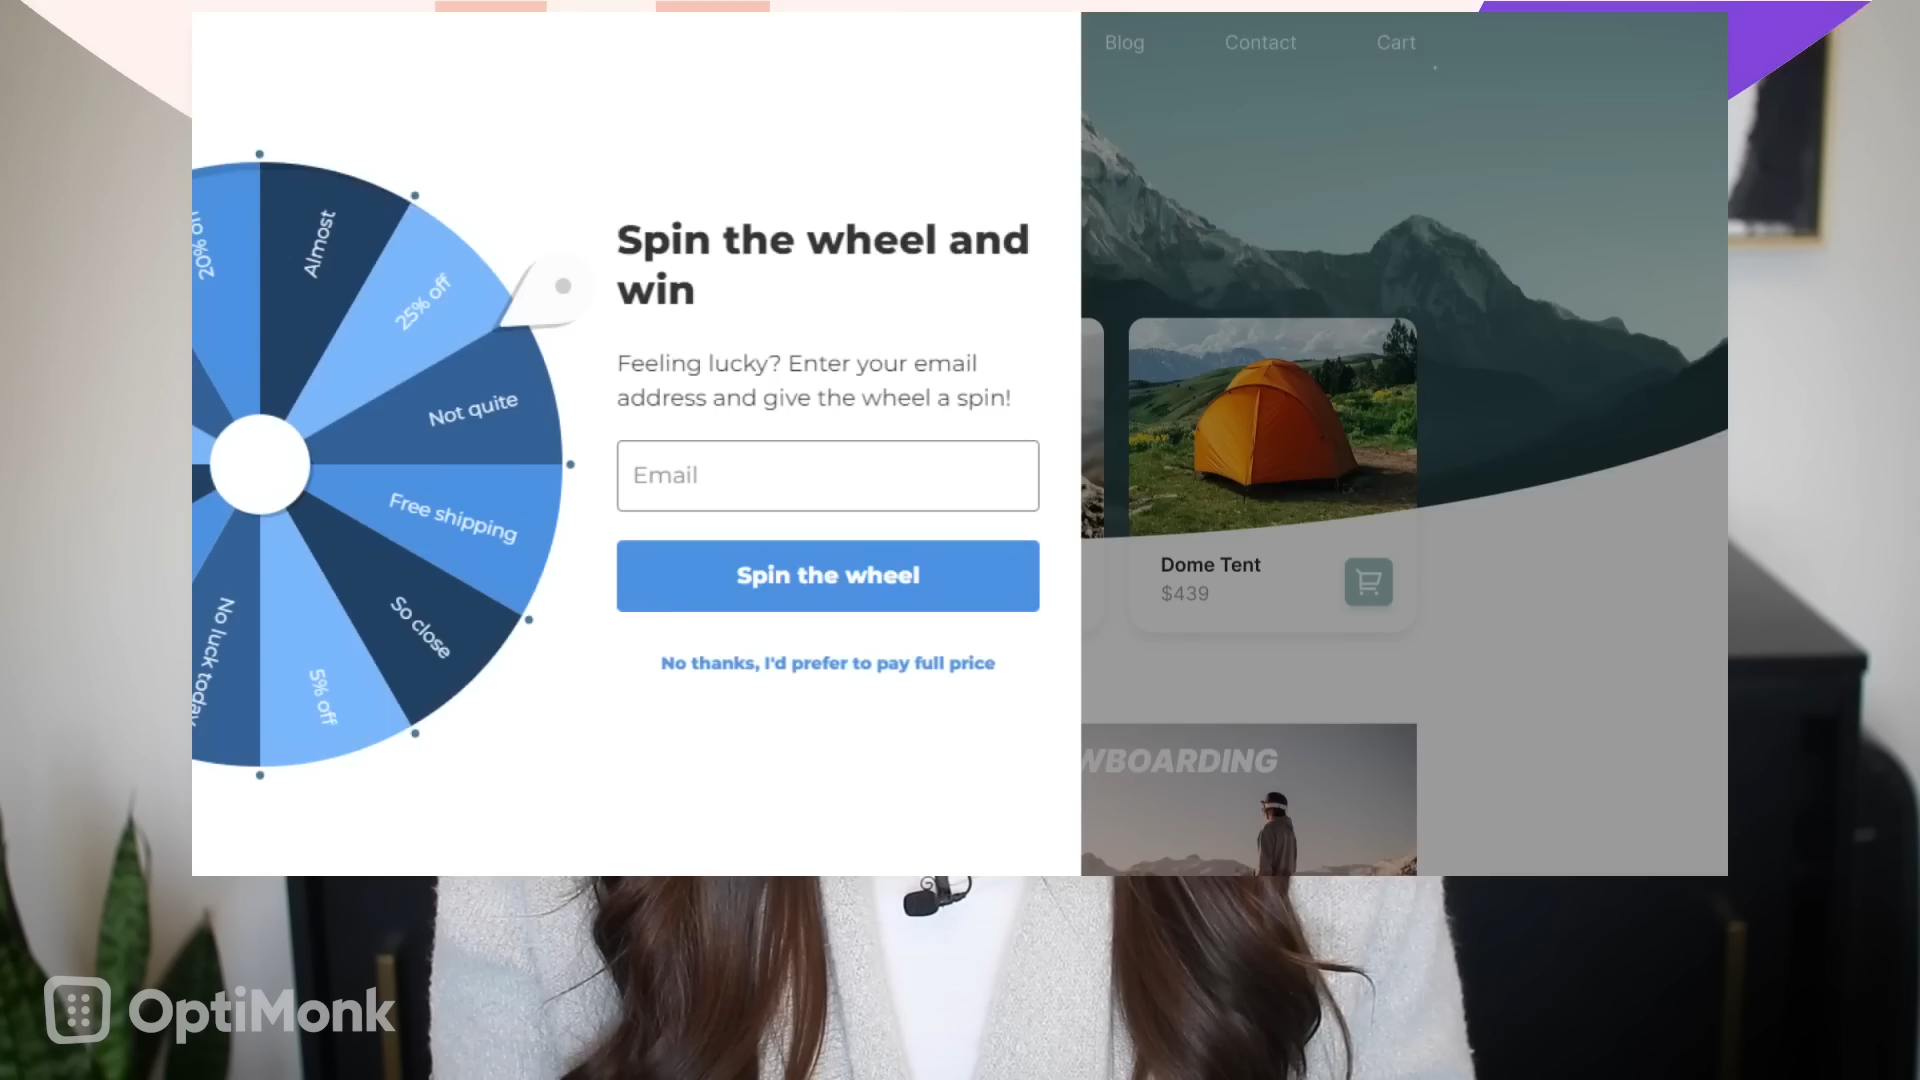 Blog Contact Cart
20% off
Almost
25% off
Not quite
Free shipping
So close
5% off
No luck today
Spin the wheel and
win
Feeling lucky? Enter your email
address and give the wheel a spin!
Email
Spin the wheel
No thanks, I'd prefer to pay full price
Dome Tent
$439
WBOARDING
OptiMonk